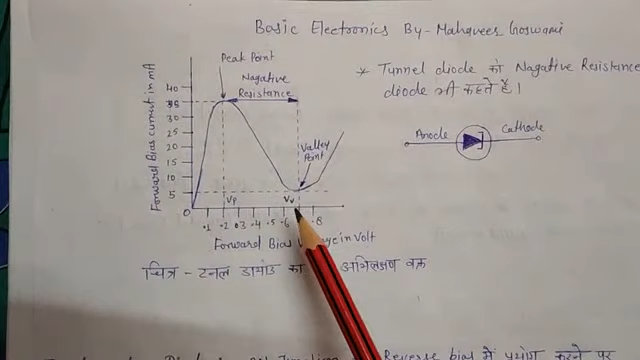 Basic Electronics By- Mahavees Goswami
Peak Point
Nagative
Resistance
* Tunnel diode को Nagative Resistance
diode भी कहते है।
Anode
Cathode
Valley
Point
Forward Bias current in mA
40
35
30
25
20
15
10
5
0
Vp
Vv
.1 .2 .3 .4 .5 .6 .8
Forward Bias in Volt
चित्र - टनल डायोड का अभिलक्षण वक्र
Reverse bias में प्रयोग करने पर